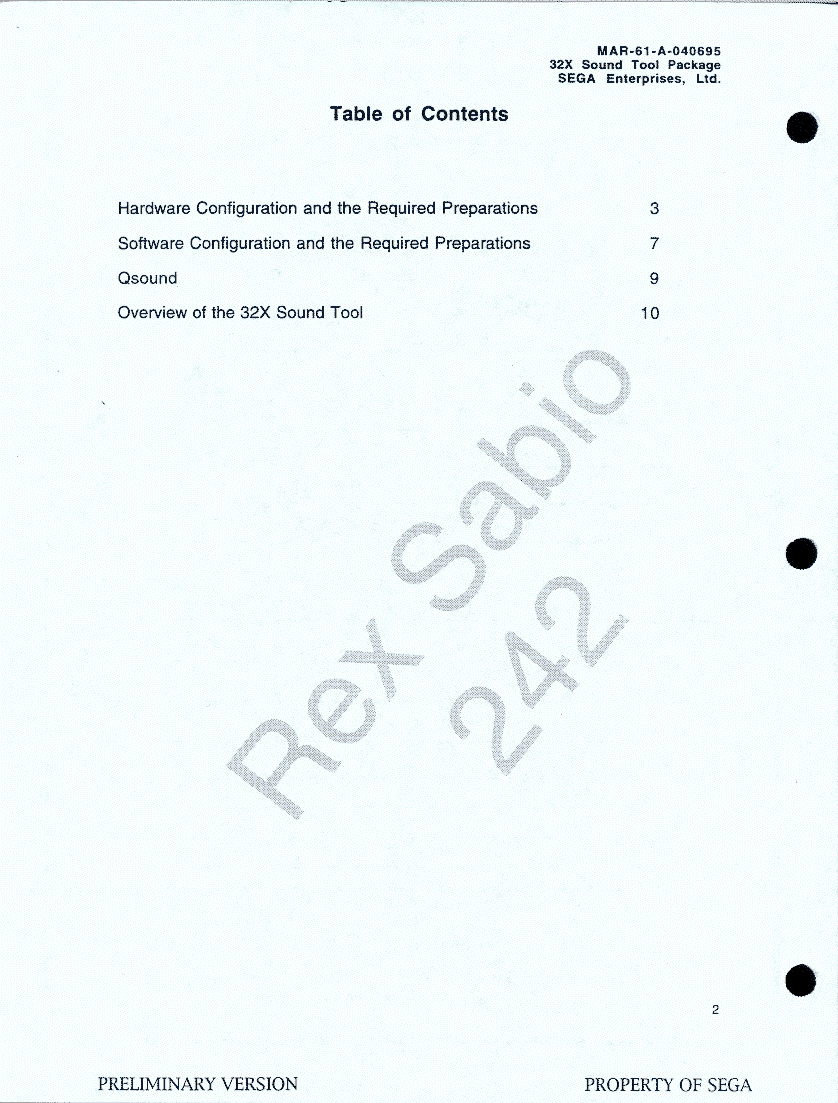 MAR-61-A-040695
32X Sound Tool Package
SEGA Enterprises, Ltd.
Table of Contents
Hardware Configuration and the Required Preparations 3
Software Configuration and the Required Preparations 7
Qsound 9
Overview of the 32X Sound Tool 10
Rex Sabio
242
2
PRELIMINARY VERSION PROPERTY OF SEGA